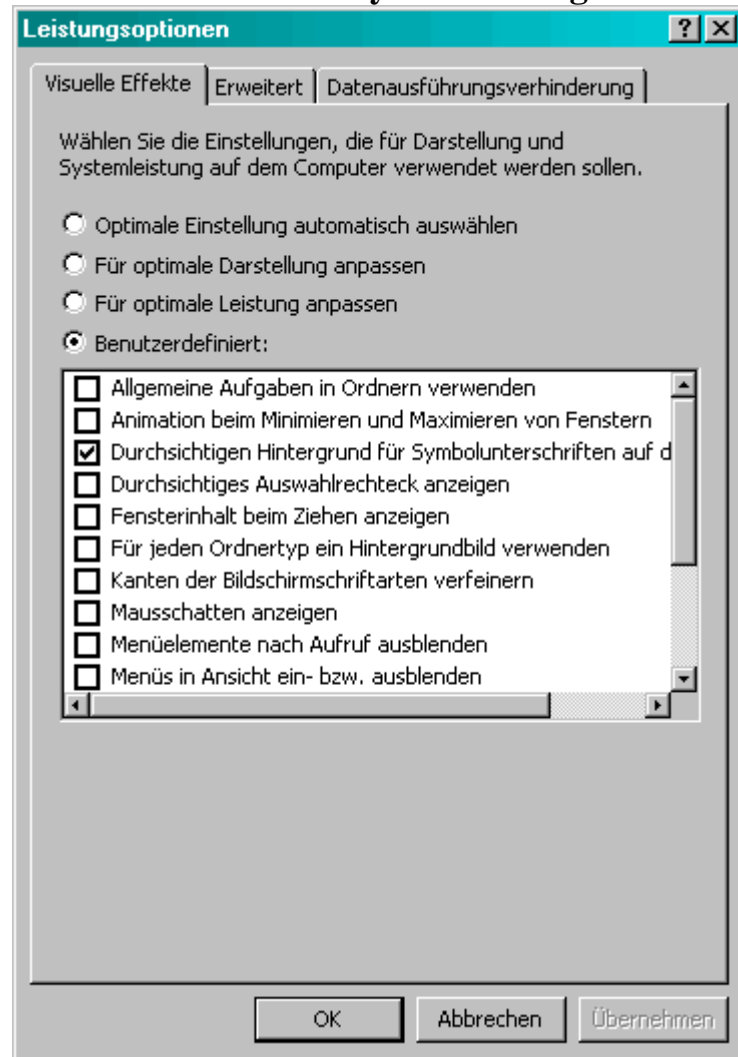 Leistungsoptionen
Visuelle Effekte Erweitert Datenausführungsverhinderung
Wählen Sie die Einstellungen, die für Darstellung und
Systemleistung auf dem Computer verwendet werden sollen.
Optimale Einstellung automatisch auswählen
Für optimale Darstellung anpassen
Für optimale Leistung anpassen
Benutzerdefiniert:
Allgemeine Aufgaben in Ordnern verwenden
Animation beim Minimieren und Maximieren von Fenstern
Durchsichtigen Hintergrund für Symbolunterschriften auf d
Durchsichtiges Auswahlrechteck anzeigen
Fensterinhalt beim Ziehen anzeigen
Für jeden Ordnertyp ein Hintergrundbild verwenden
Kanten der Bildschirmschriftarten verfeinern
Mausschatten anzeigen
Menüelemente nach Aufruf ausblenden
Menüs in Ansicht ein- bzw. ausblenden
OK Abbrechen Übernehmen